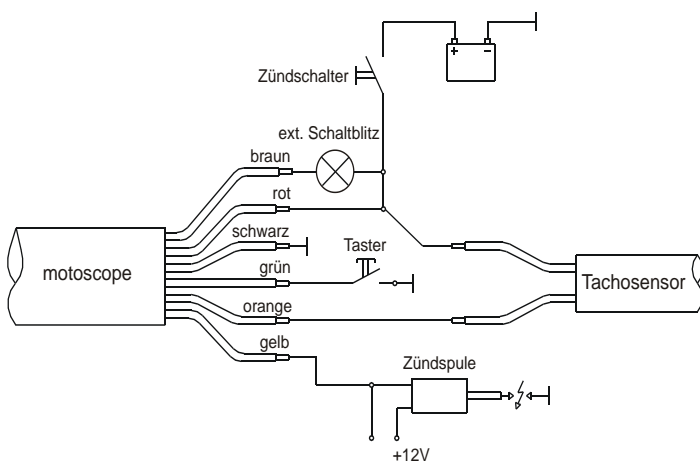 + −
Zündschalter
ext. Schaltblitz
braun
rot
schwarz
Taster
motoscope
grün
Tachosensor
orange
gelb
Zündspule
+12V